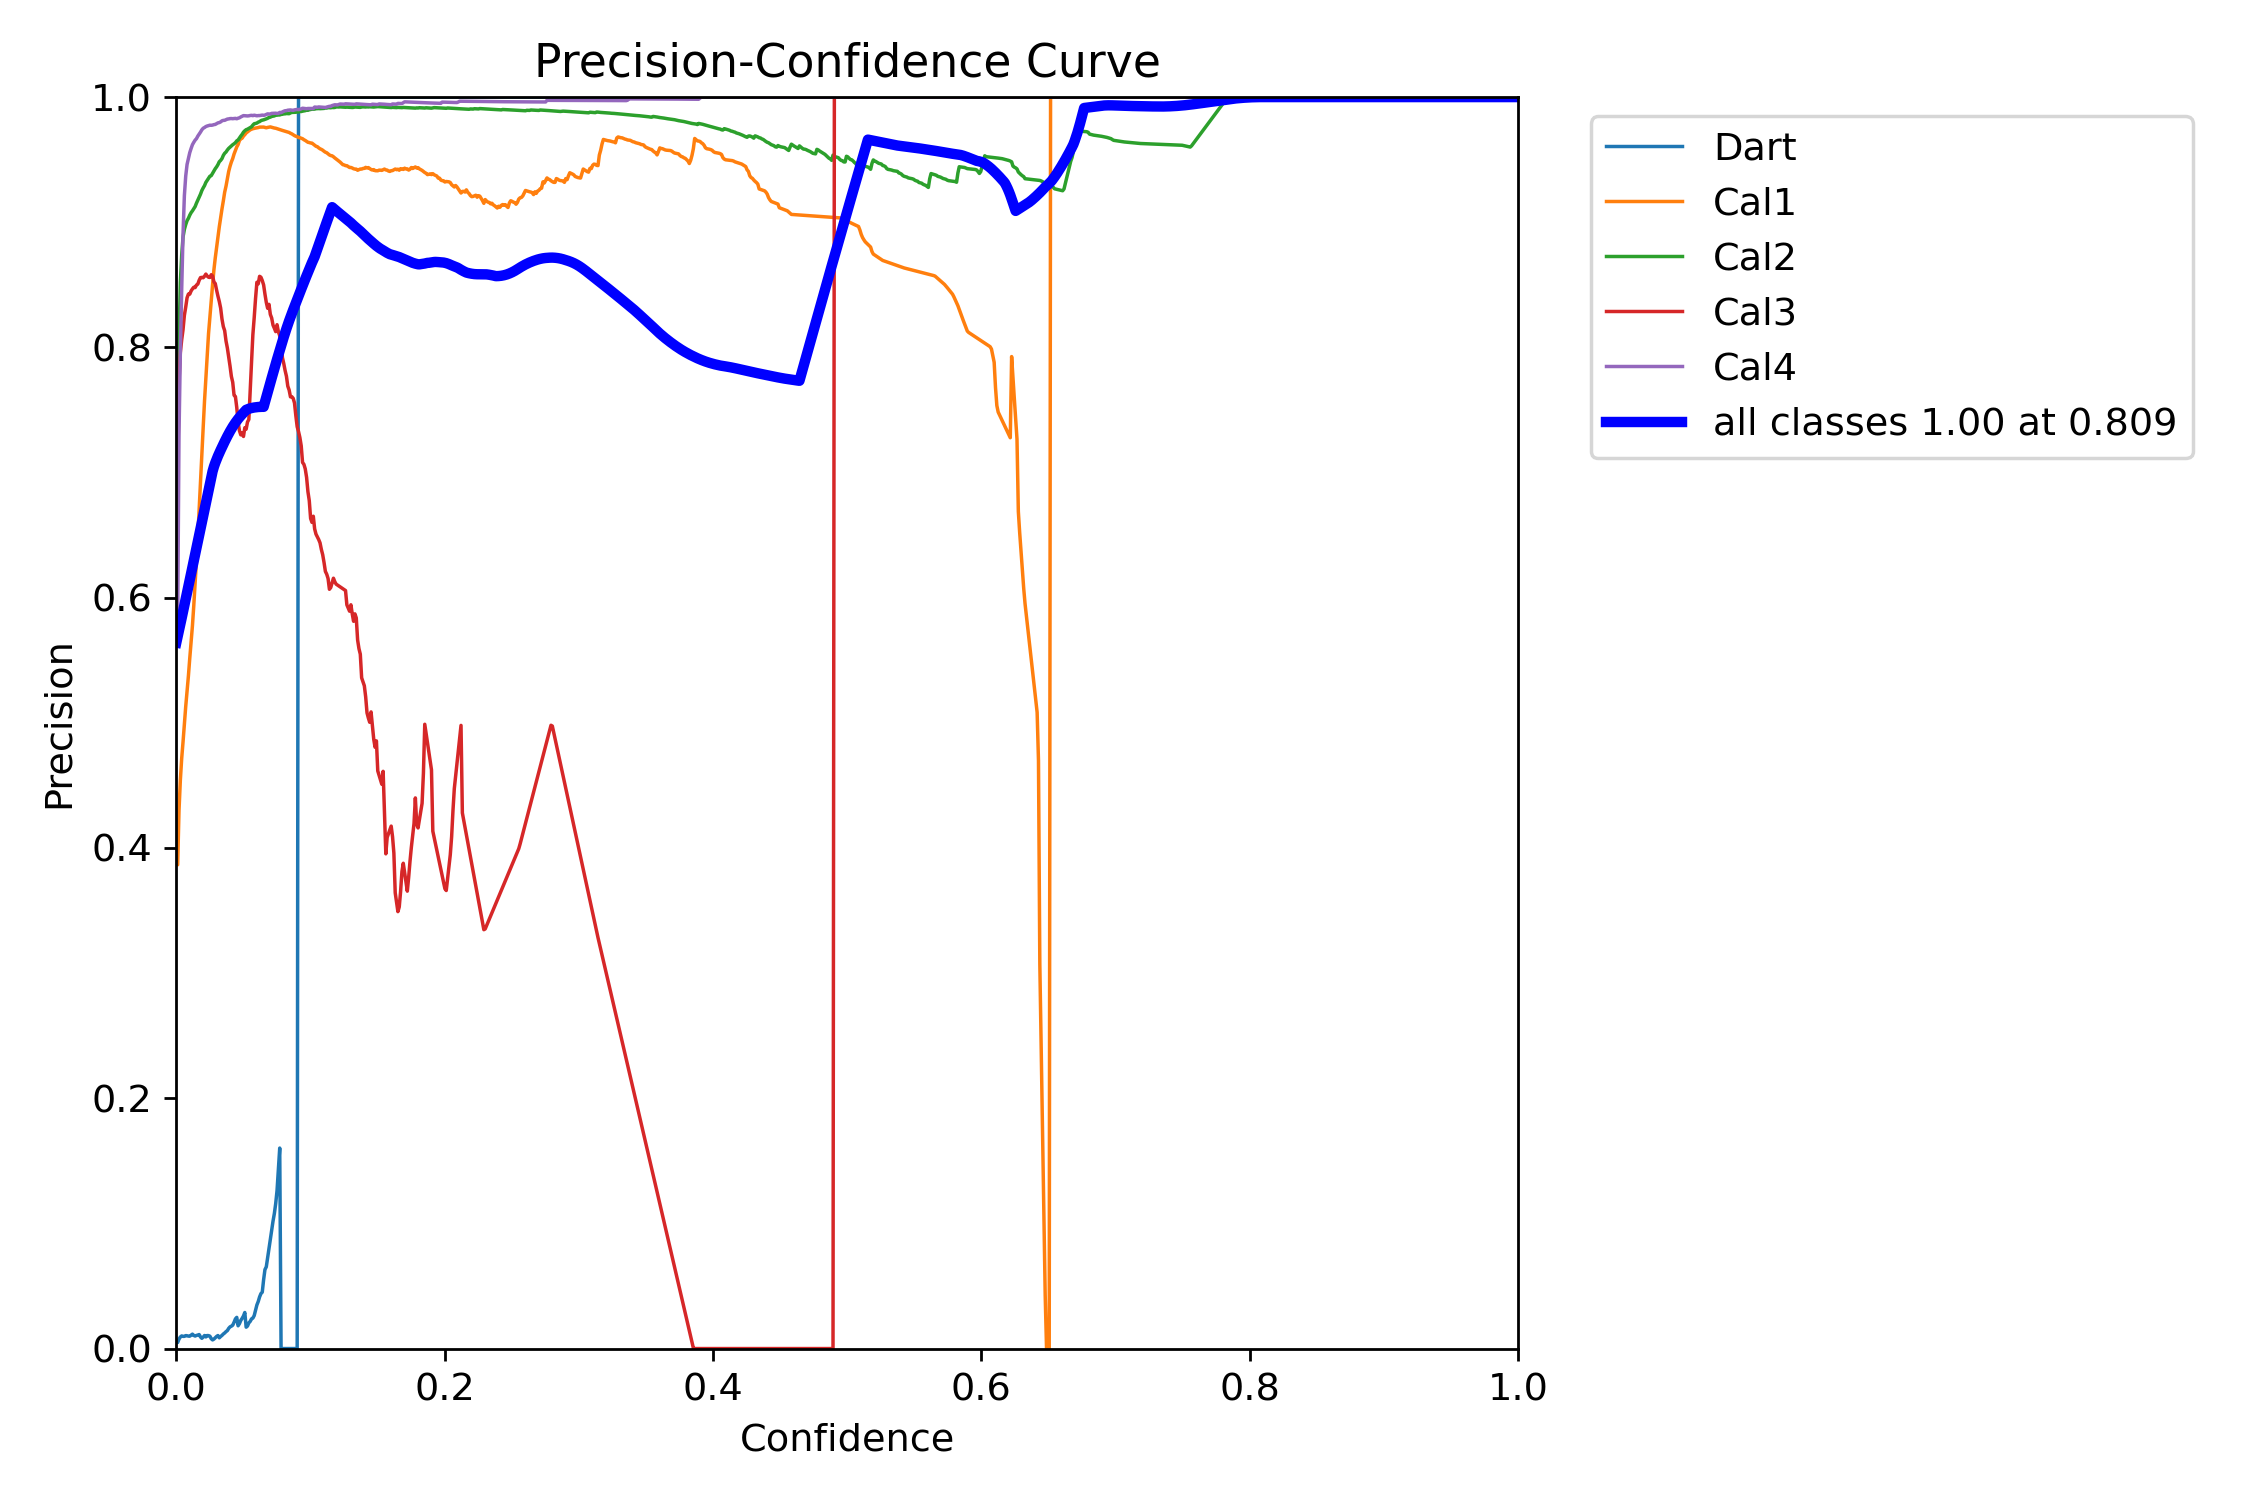 Precision-Confidence Curve
1.0
0.8
0.6
0.4
0.2
0.0
Precision
0.0 0.2 0.4 0.6 0.8 1.0
Confidence
Dart
Cal1
Cal2
Cal3
Cal4
all classes 1.00 at 0.809